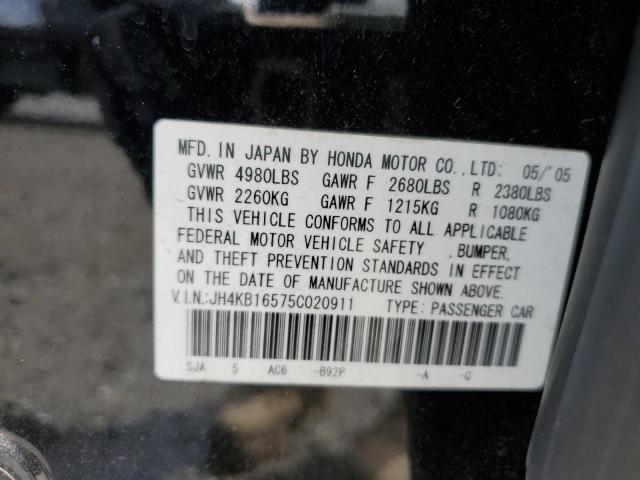 MFD. IN JAPAN BY HONDA MOTOR CO.,LTD: 05/'05
GVWR 4980LBS GAWR F 2680LBS R 2380LBS
GVWR 2260KG GAWR F 1215KG R 1080KG
THIS VEHICLE CONFORMS TO ALL APPLICABLE
FEDERAL MOTOR VEHICLE SAFETY ,BUMPER,
AND THEFT PREVENTION STANDARDS IN EFFECT
ON THE DATE OF MANUFACTURE SHOWN ABOVE.
V.I.N:JH4KB16575C020911 TYPE: PASSENGER CAR
SJA 5 AC6 -B92P -A -C